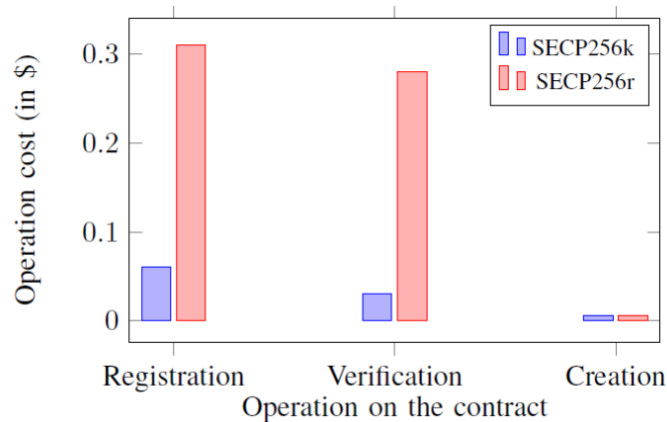 Operation cost (in $)
0.3
0.2
0.1
0
SECP256k
SECP256r
Registration
Verification
Creation
Operation on the contract